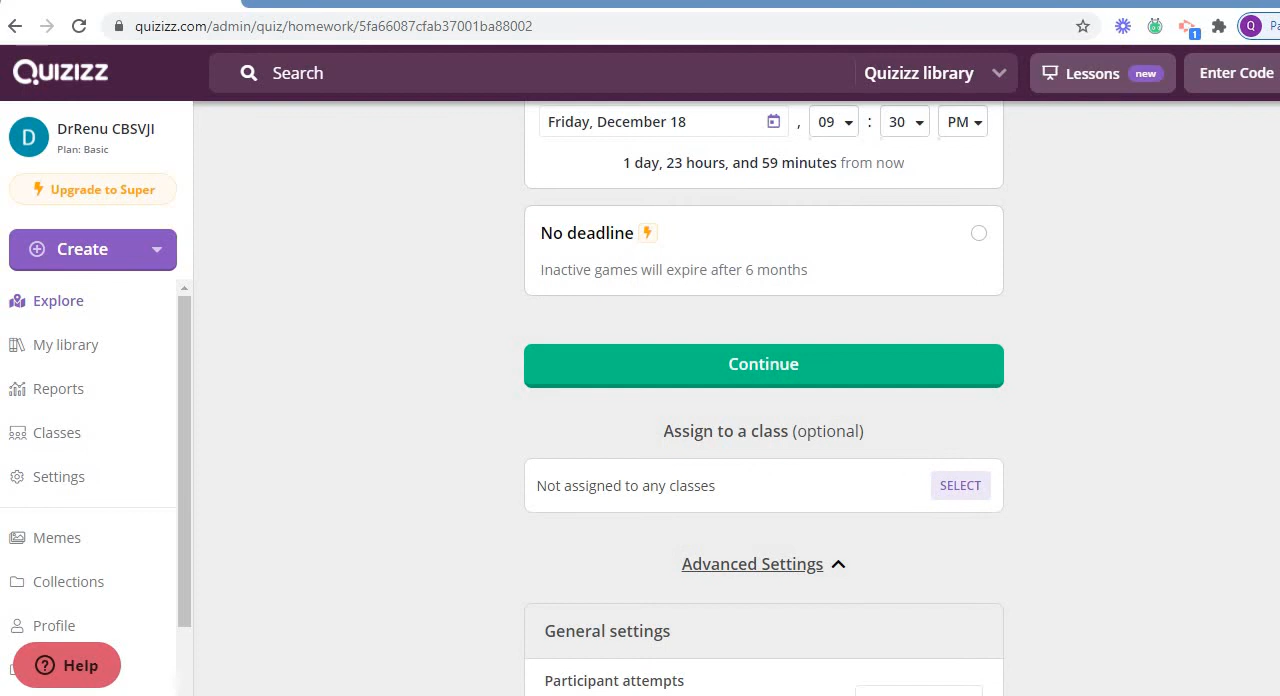 quizizz.com/admin/quiz/homework/5fa66087cfab37001ba88002
1
Q
Pa
QUIZIZZ
Search
Quizizz library
Lessons new
Enter Code
D
DrRenu CBSVJI
Plan: Basic
Upgrade to Super
Create
Explore
My library
Reports
Classes
Settings
Memes
Collections
Profile
Help
Friday, December 18 , 09 : 30 PM
1 day, 23 hours, and 59 minutes from now
No deadline
Inactive games will expire after 6 months
Continue
Assign to a class (optional)
Not assigned to any classes SELECT
Advanced Settings
General settings
Participant attempts